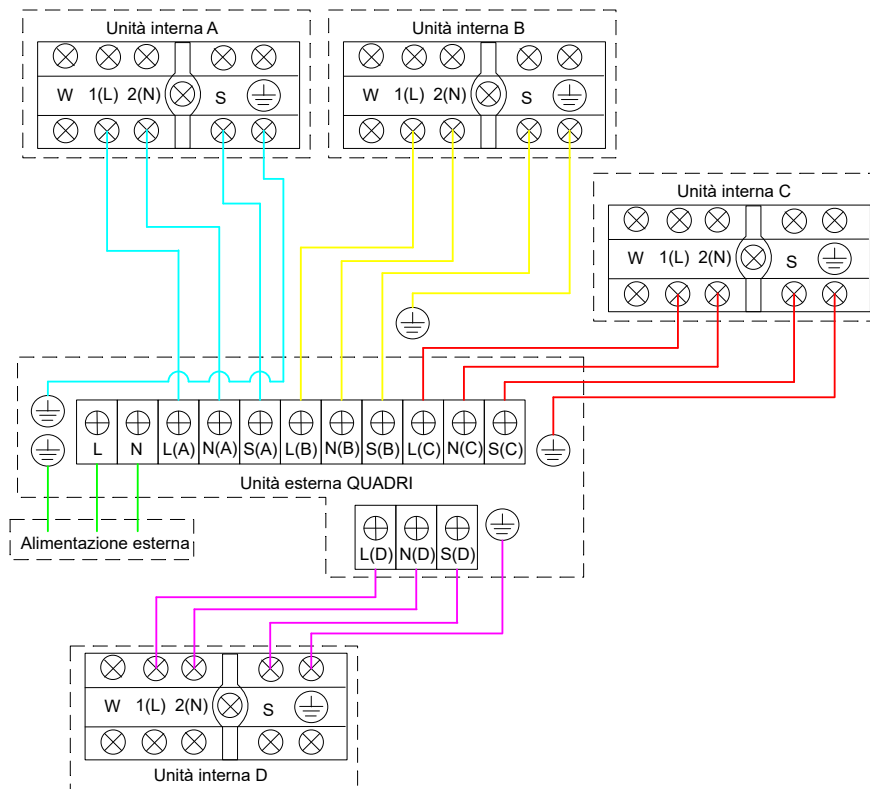 Unità interna A
W 1(L) 2(N) S
Unità interna B
W 1(L) 2(N) S
Unità interna C
W 1(L) 2(N) S
L N L(A) N(A) S(A) L(B) N(B) S(B) L(C) N(C) S(C)
Unità esterna QUADRI
Alimentazione esterna
L(D) N(D) S(D)
W 1(L) 2(N) S
Unità interna D